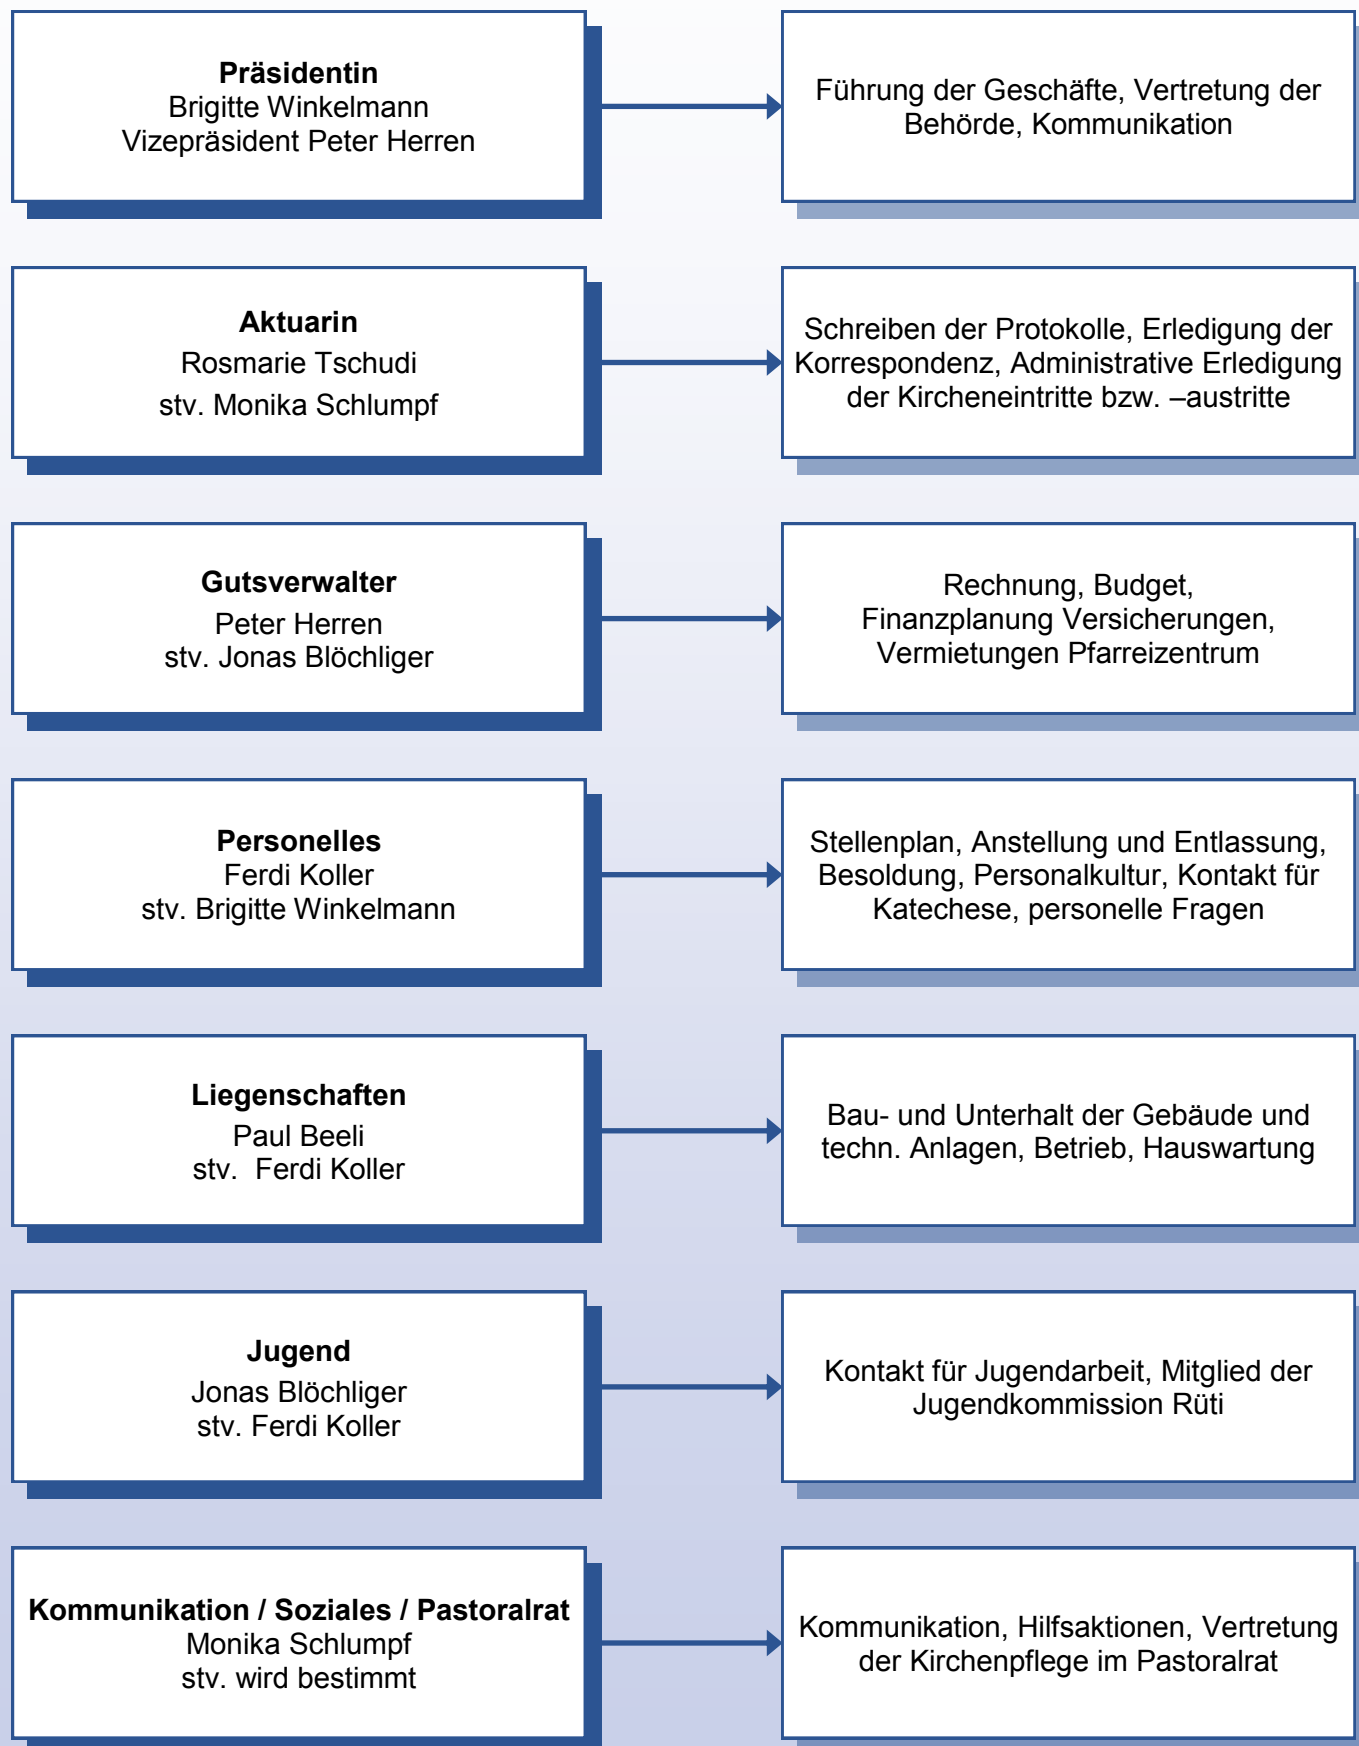 Präsidentin
Brigitte Winkelmann
Vizepräsident Peter Herren
Führung der Geschäfte, Vertretung der
Behörde, Kommunikation
Aktuarin
Rosmarie Tschudi
stv. Monika Schlumpf
Schreiben der Protokolle, Erledigung der
Korrespondenz, Administrative Erledigung
der Kircheneintritte bzw. –austritte
Gutsverwalter
Peter Herren
stv. Jonas Blöchliger
Rechnung, Budget,
Finanzplanung Versicherungen,
Vermietungen Pfarreizentrum
Personelles
Ferdi Koller
stv. Brigitte Winkelmann
Stellenplan, Anstellung und Entlassung,
Besoldung, Personalkultur, Kontakt für
Katechese, personelle Fragen
Liegenschaften
Paul Beeli
stv.  Ferdi Koller
Bau- und Unterhalt der Gebäude und
techn. Anlagen, Betrieb, Hauswartung
Jugend
Jonas Blöchliger
stv. Ferdi Koller
Kontakt für Jugendarbeit, Mitglied der
Jugendkommission Rüti
Kommunikation / Soziales / Pastoralrat
Monika Schlumpf
stv. wird bestimmt
Kommunikation, Hilfsaktionen, Vertretung
der Kirchenpflege im Pastoralrat